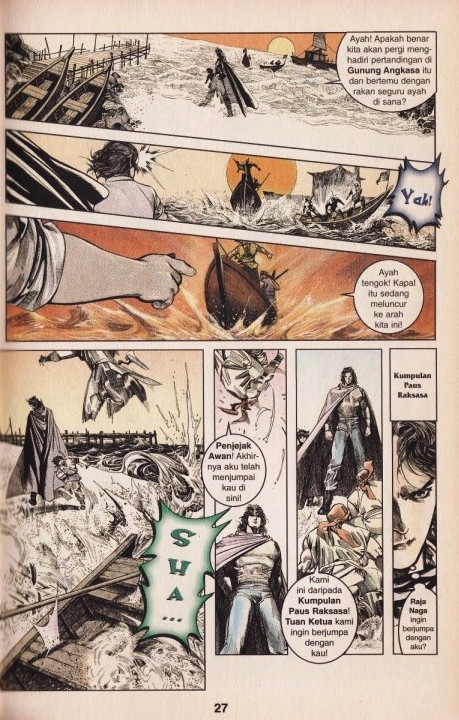 Ayah! Apakah benar
kita akan pergi meng-
hadiri pertandingan di
Gunung Angkasa itu
dan bertemu dengan
rakan seguru ayah
di sana?
Yah!
Ayah
tengok! Kapal
itu sedang
meluncur
ke arah
kita ini!
Penjejak
Awan! Akhir-
nya aku telah
menjumpai
kau di
sini!
SHA...
Kami
ini daripada
Kumpulan
Paus Raksasa!
Tuan Ketua kami
ingin berjumpa
dengan
kau!
Kumpulan
Paus
Raksasa
Raja
Naga
ingin
berjumpa
dengan
aku?
27